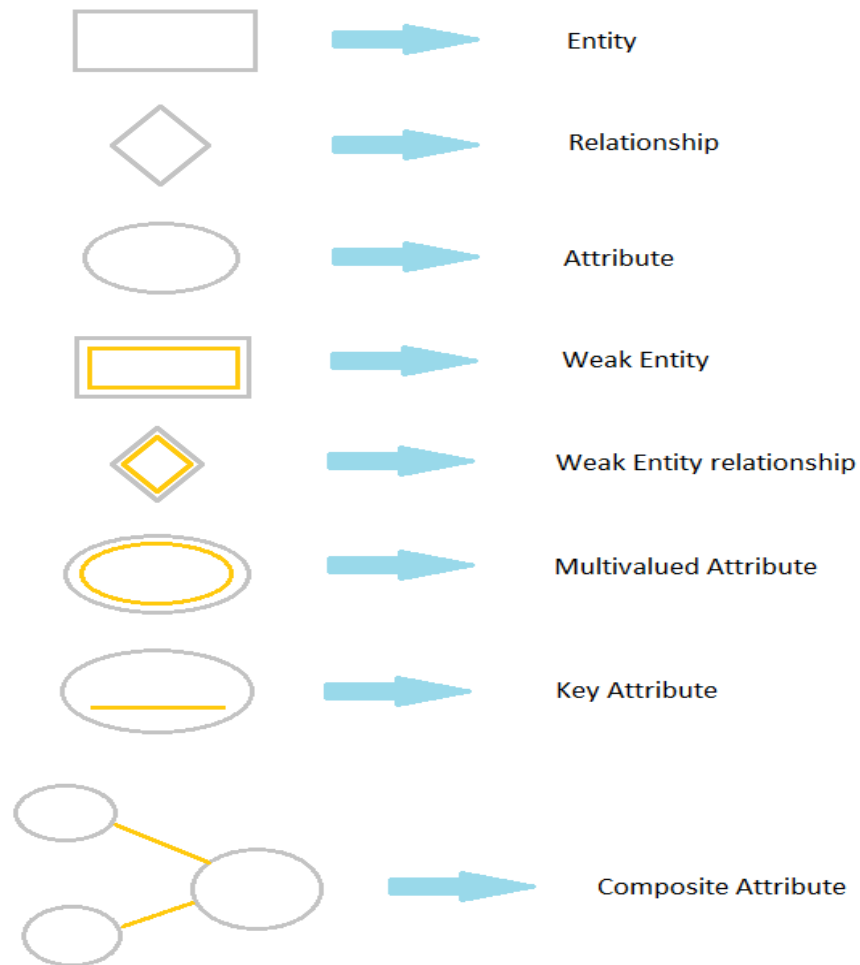 Entity
Relationship
Attribute
Weak Entity
Weak Entity relationship
Multivalued Attribute
Key Attribute
Composite Attribute